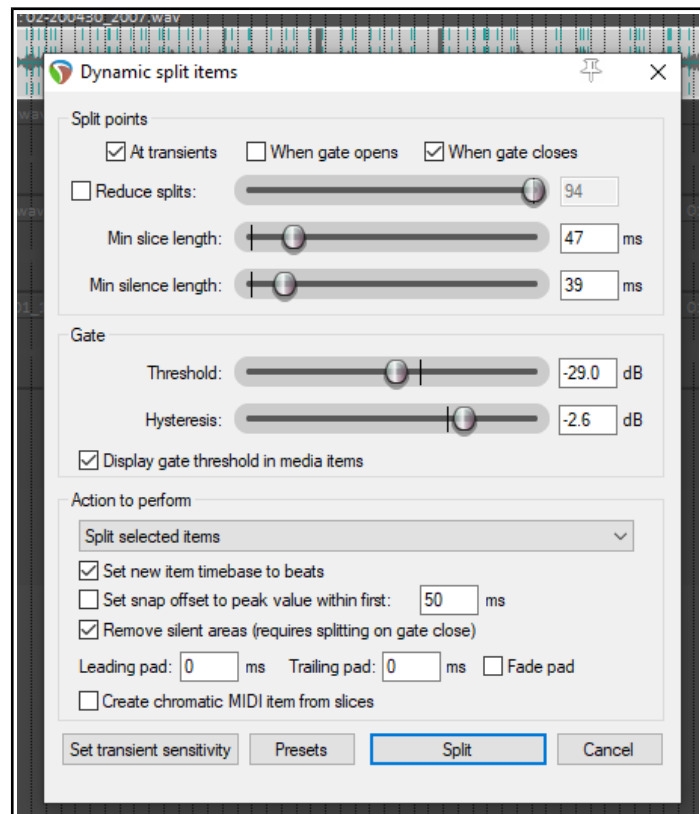 : 02-200430_2007.wav
Dynamic split items
Split points
At transients When gate opens When gate closes
Reduce splits: 94
Min slice length: 47 ms
Min silence length: 39 ms
Gate
Threshold: -29.0 dB
Hysteresis: -2.6 dB
Display gate threshold in media items
Action to perform
Split selected items
Set new item timebase to beats
Set snap offset to peak value within first: 50 ms
Remove silent areas (requires splitting on gate close)
Leading pad: 0 ms Trailing pad: 0 ms Fade pad
Create chromatic MIDI item from slices
Set transient sensitivity Presets Split Cancel